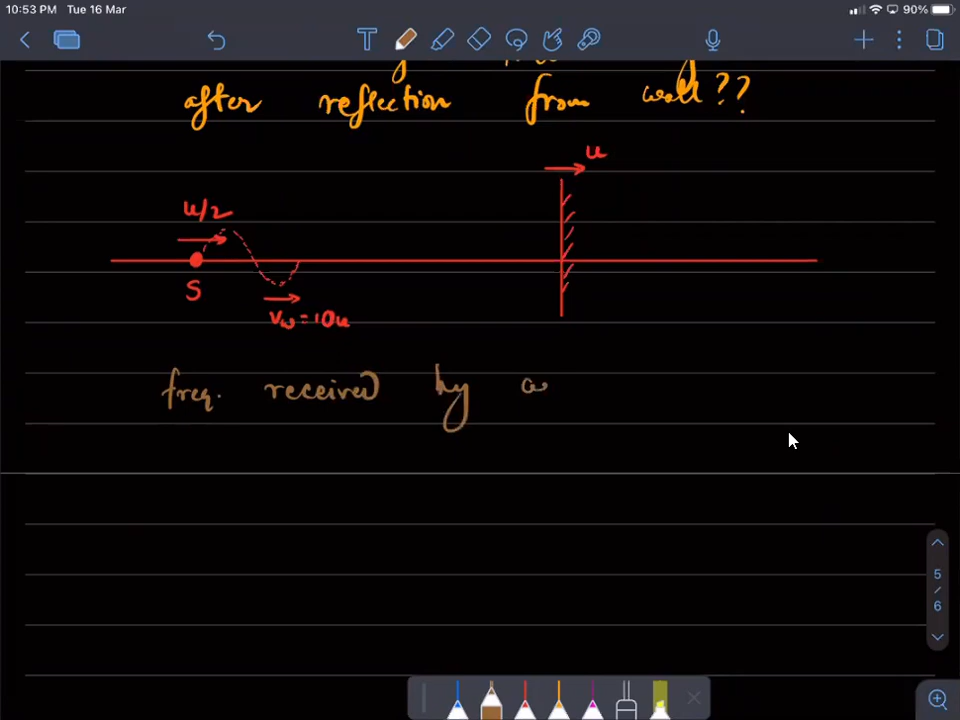 10:53 PM Tue 16 Mar 90%
after reflection from wall??
u
u/2
S
Vw = 10u
freq. received by
5
/
6